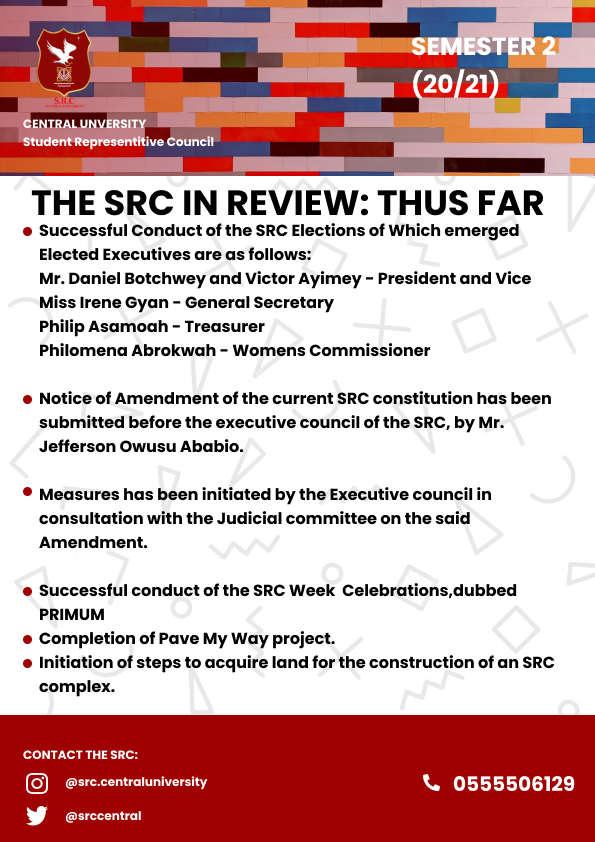 SEMESTER 2
(20/21)
S.R.C
CENTRAL UNIVERSITY
CENTRAL UNVERSITY
Student Representitive Council
THE SRC IN REVIEW: THUS FAR
Successful Conduct of the SRC Elections of Which emerged
Elected Executives are as follows:
Mr. Daniel Botchwey and Victor Ayimey - President and Vice
Miss Irene Gyan - General Secretary
Philip Asamoah - Treasurer
Philomena Abrokwah - Womens Commissioner
Notice of Amendment of the current SRC constitution has been
submitted before the executive council of the SRC, by Mr.
Jefferson Owusu Ababio.
Measures has been initiated by the Executive council in
consultation with the Judicial committee on the said
Amendment.
Successful conduct of the SRC Week  Celebrations,dubbed
PRIMUM
Completion of Pave My Way project.
Initiation of steps to acquire land for the construction of an SRC
complex.
CONTACT THE SRC:
@src.centraluniversity
0555506129
@srccentral